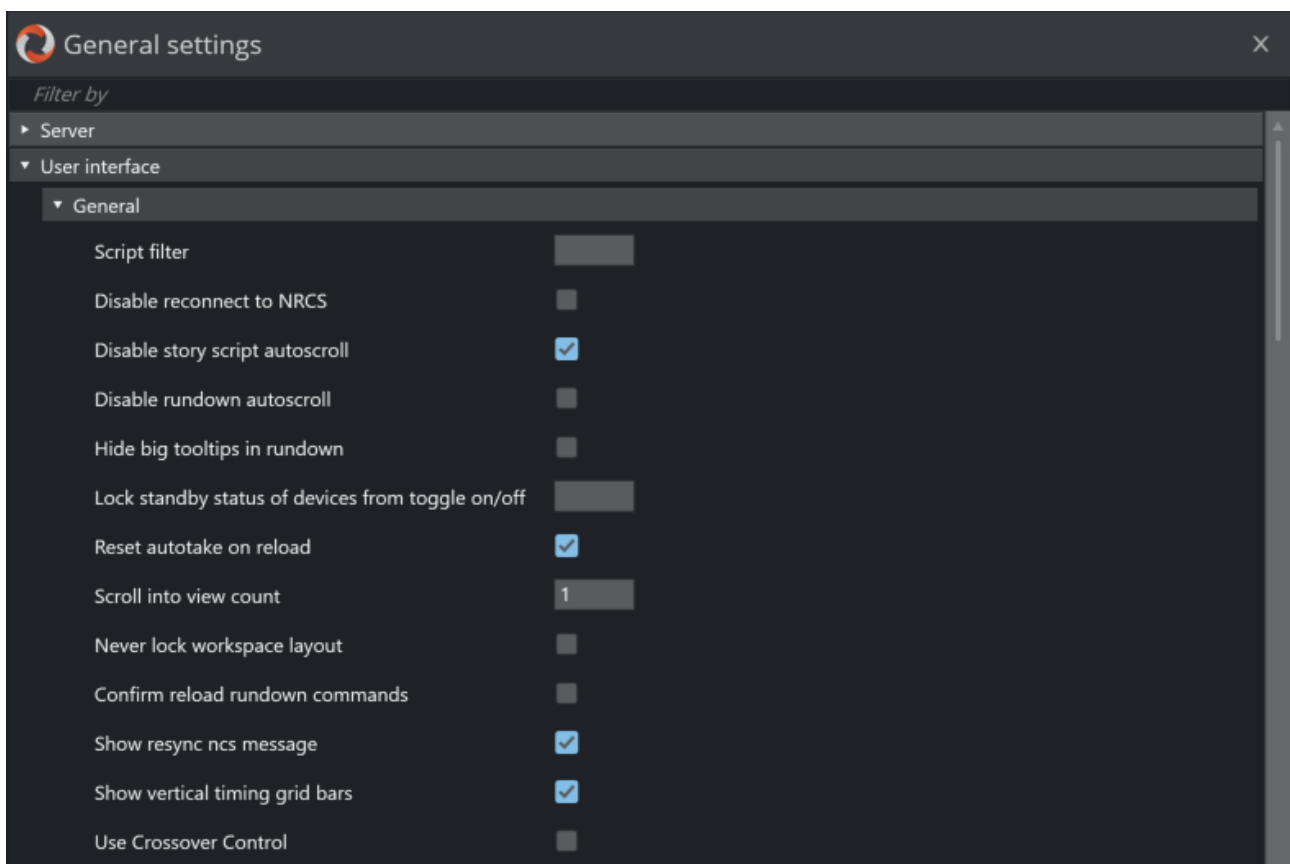 General settings
Filter by
Server
User interface
General
Script filter
Disable reconnect to NRCS
Disable story script autoscroll
Disable rundown autoscroll
Hide big tooltips in rundown
Lock standby status of devices from toggle on/off
Reset autotake on reload
Scroll into view count 1
Never lock workspace layout
Confirm reload rundown commands
Show resync ncs message
Show vertical timing grid bars
Use Crossover Control